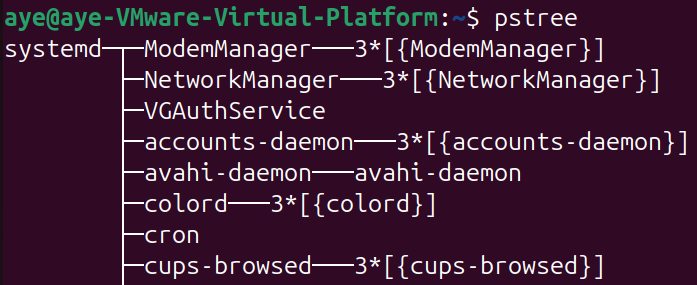 aye@aye-VMware-Virtual-Platform:~$ pstree
systemd─┬─ModemManager───3*[{ModemManager}]
        ├─NetworkManager───3*[{NetworkManager}]
        ├─VGAuthService
        ├─accounts-daemon───3*[{accounts-daemon}]
        ├─avahi-daemon───avahi-daemon
        ├─colord───3*[{colord}]
        ├─cron
        ├─cups-browsed───3*[{cups-browsed}]